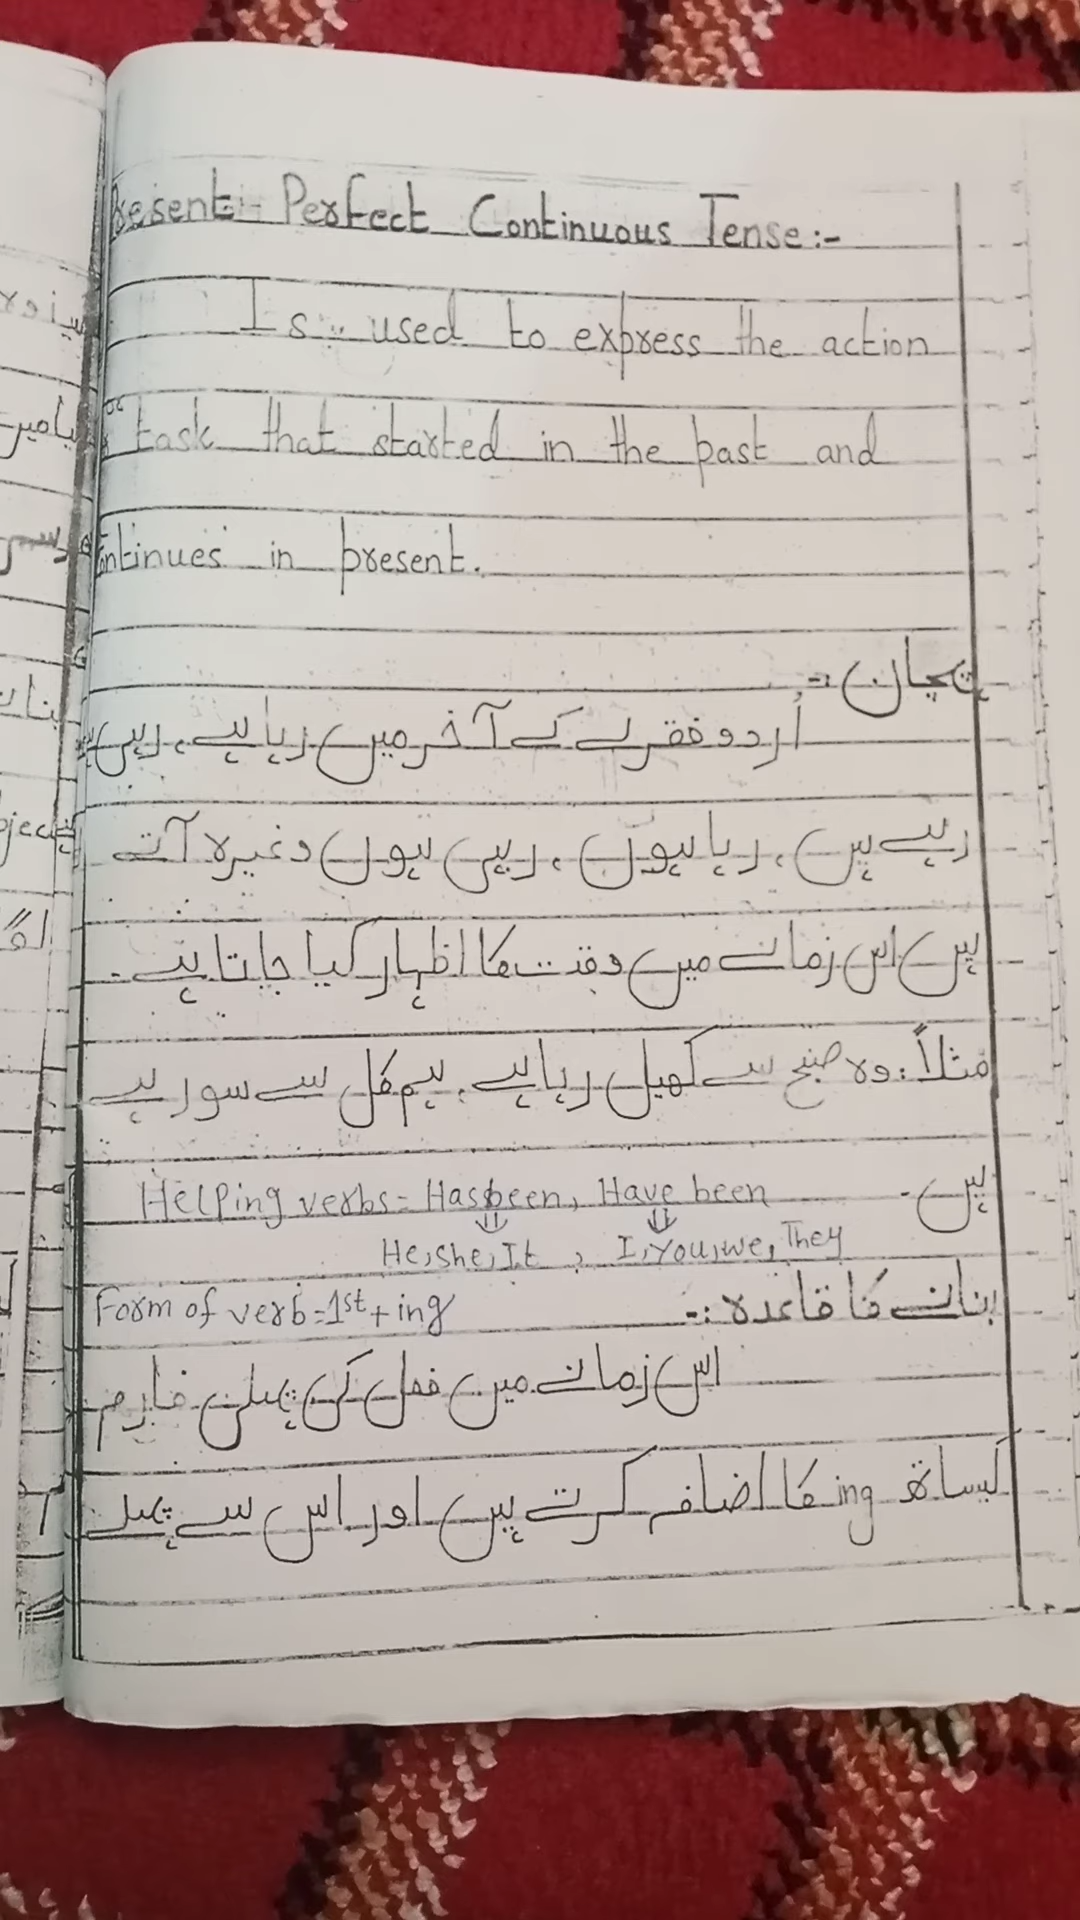 Present:- Perfect Continuous Tense:-
Is used to express the action
or task that started in the past and
continues in present.
پہچان:-
اُردو فقرے کے آخر میں رہا ہے، رہی ہے
رہے ہیں، رہا ہوں، رہی ہوں وغیرہ آتے
ہیں اس زمانے میں وقت کا اظہار کیا جاتا ہے۔
مثلاً: وہ صبح سے کھیل رہا ہے۔ ہم کل سے سو رہے
ہیں۔
Helping verbs = Has been, Have been
⇓ ⇓
He, she, It , I, You, we, They
بنانے کا قاعدہ:-
Form of verb = 1st + ing
اس زمانے میں فعل کی پہلی فارم
کیساتھ ing کا اضافہ کرتے ہیں اور اس سے پہلے